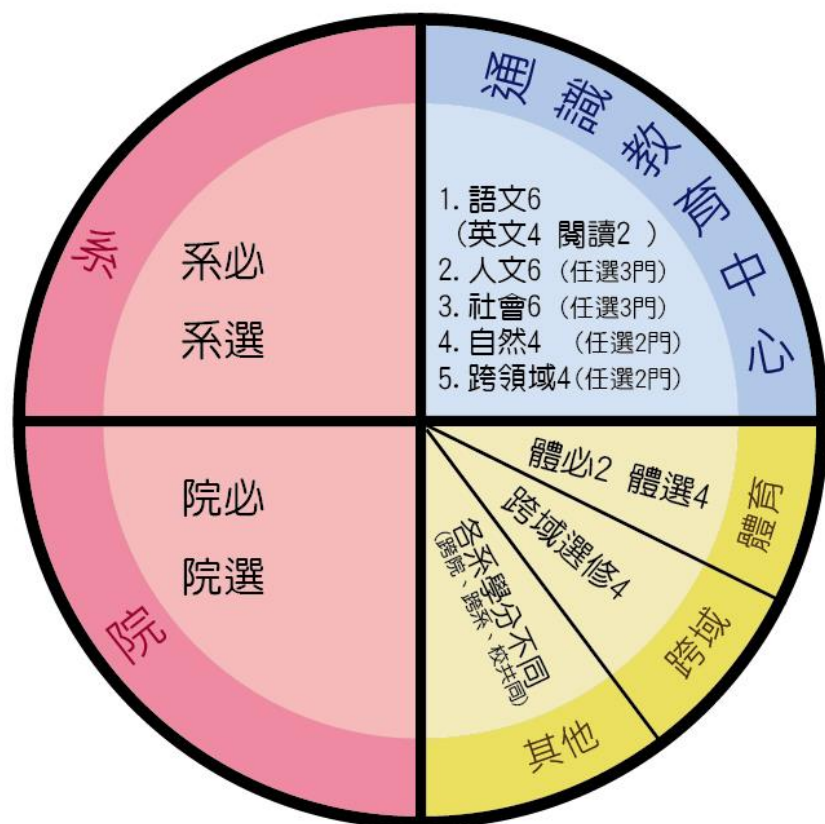 系
系必
系選
通識教育中心
1. 語文6
(英文4 閱讀2 )
2. 人文6 (任選3門)
3. 社會6 (任選3門)
4. 自然4 (任選2門)
5. 跨領域4(任選2門)
院必
院選
院
體必2 體選4
體育
跨域選修4
跨域
各系學分不同
(跨院、跨系、校共同)
其他